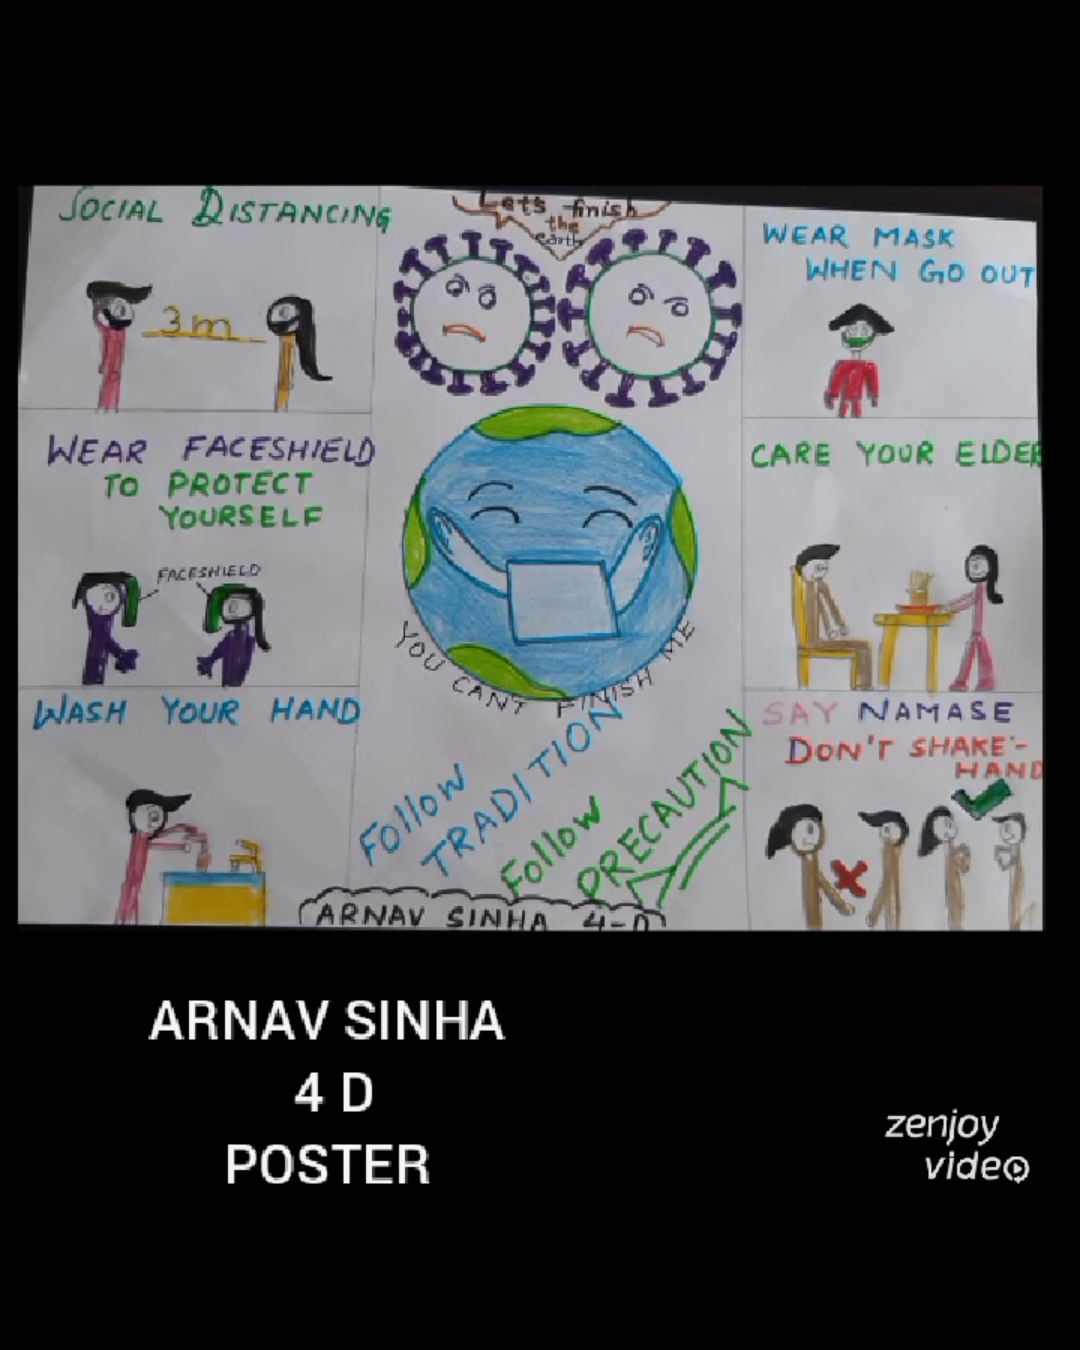 SOCIAL DISTANCING
3m
WEAR FACESHIELD
TO PROTECT
YOURSELF
FACESHIELD
WASH YOUR HAND
Lets finish
the
earth
YOU CANT FINISH ME
Follow
TRADITION
Follow
PRECAUTION
ARNAV SINHA 4-D
WEAR MASK
WHEN GO OUT
CARE YOUR ELDER
SAY NAMASE
DON'T SHAKE-
HAND
ARNAV SINHA
4 D
POSTER
zenjoy
video